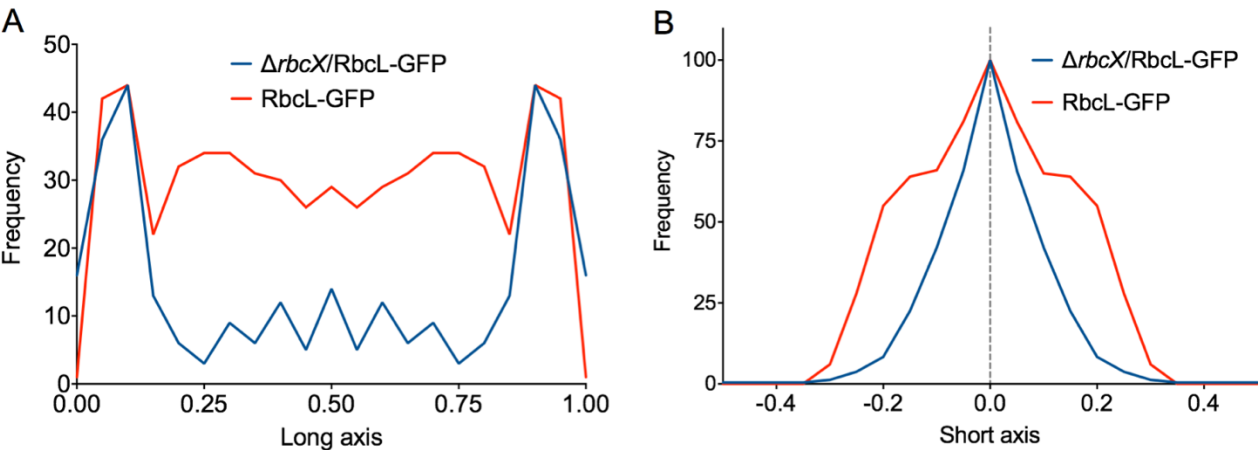 A
50
40
30
20
10
0
Frequency
ΔrbcX/RbcL-GFP
RbcL-GFP
0.00 0.25 0.50 0.75 1.00
Long axis
B
100
75
50
25
0
Frequency
ΔrbcX/RbcL-GFP
RbcL-GFP
-0.4 -0.2 0.0 0.2 0.4
Short axis